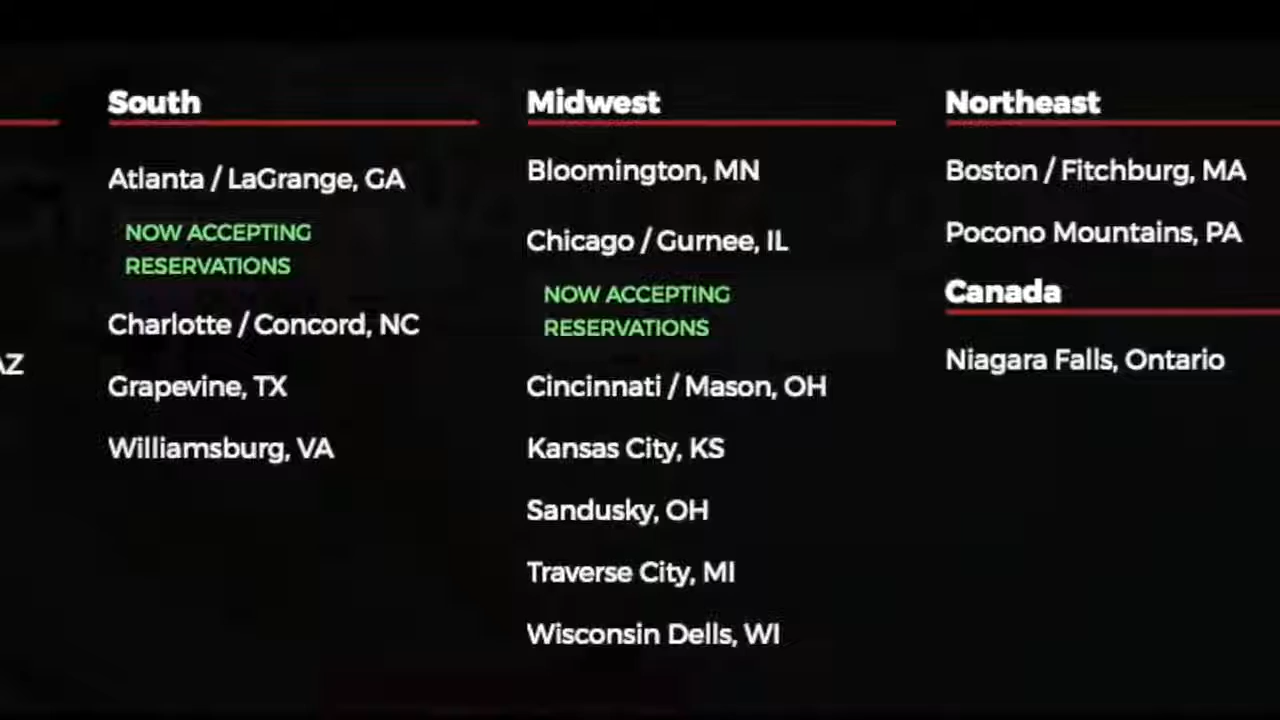 AZ
South
Atlanta / LaGrange, GA
NOW ACCEPTING
RESERVATIONS
Charlotte / Concord, NC
Grapevine, TX
Williamsburg, VA
Midwest
Bloomington, MN
Chicago / Gurnee, IL
NOW ACCEPTING
RESERVATIONS
Cincinnati / Mason, OH
Kansas City, KS
Sandusky, OH
Traverse City, MI
Wisconsin Dells, WI
Northeast
Boston / Fitchburg, MA
Pocono Mountains, PA
Canada
Niagara Falls, Ontario